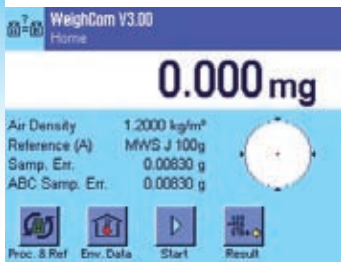 WeighCom V3.00
Home
0.000 mg
Air Density 1.2000 kg/m³
Reference (A) MWS J 100g
Samp. Err. 0.00830 g
ABC Samp. Err. 0.00830 g
Proc. & Ref Env. Data Start Result